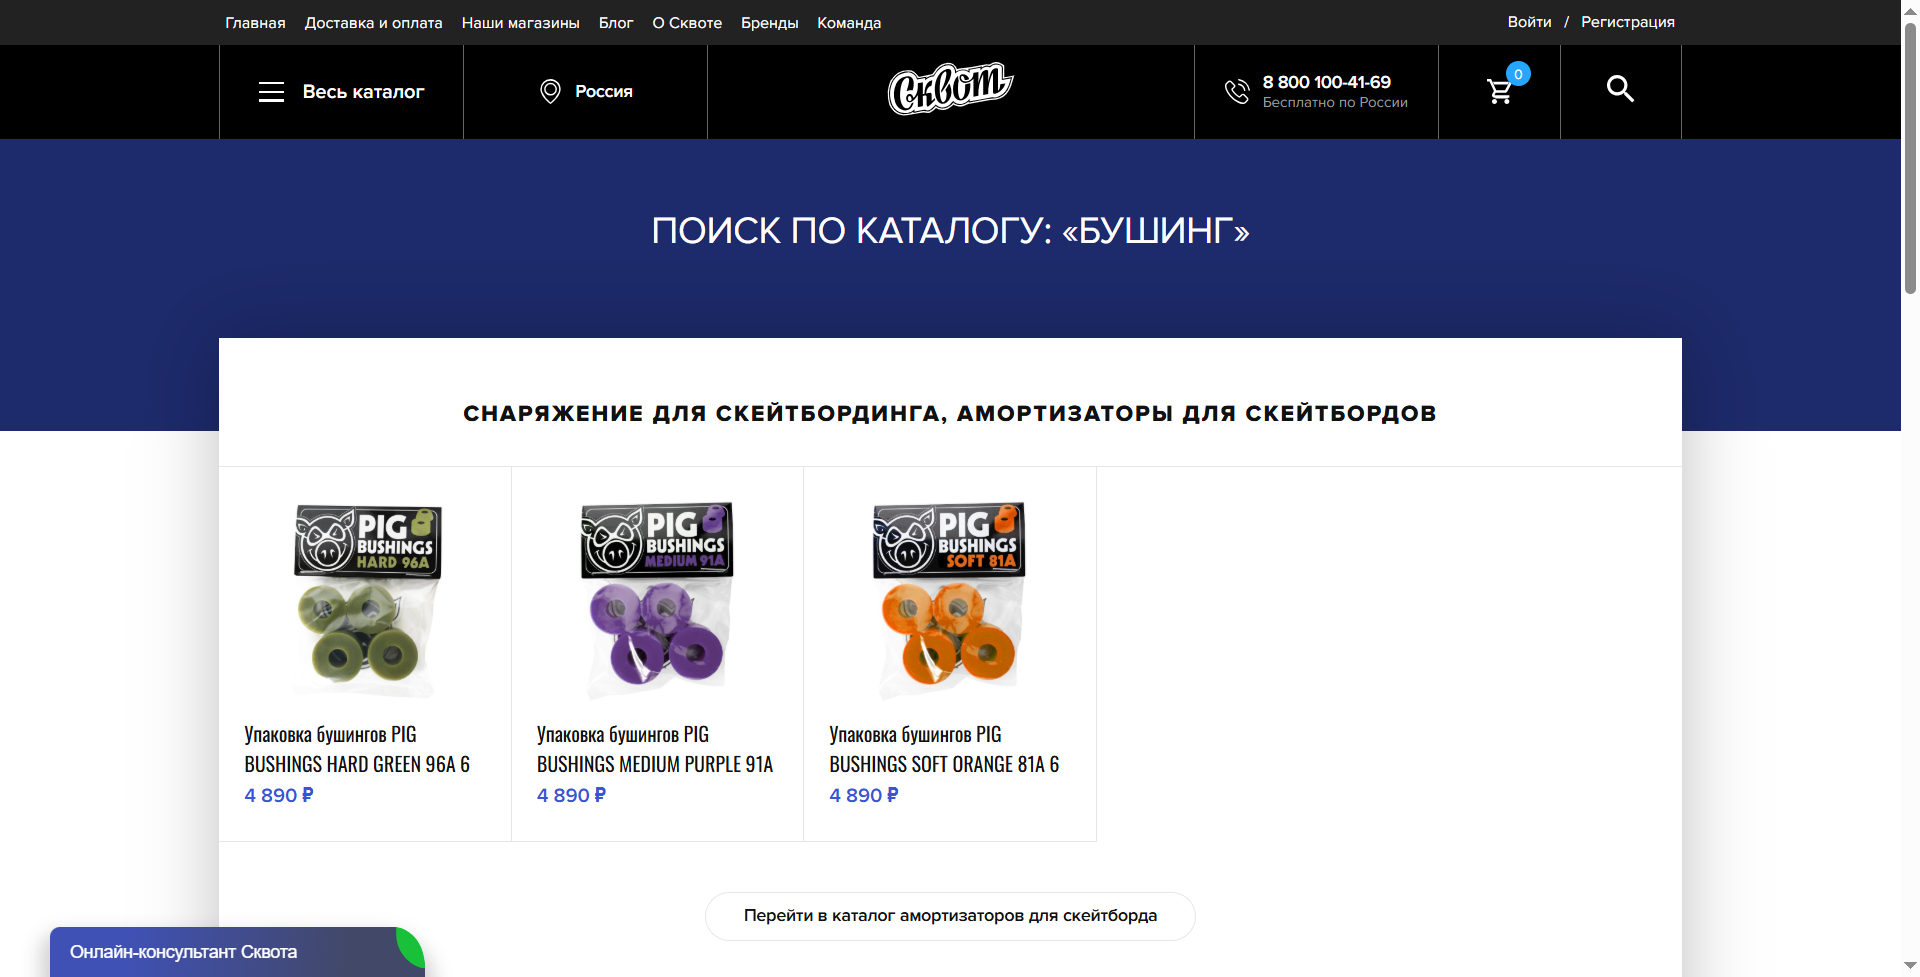 Главная Доставка и оплата Наши магазины Блог О Сквоте Бренды Команда Войти / Регистрация
Весь каталог Россия Сквот 8 800 100-41-69 0
Бесплатно по России
ПОИСК ПО КАТАЛОГУ: «БУШИНГ»
СНАРЯЖЕНИЕ ДЛЯ СКЕЙТБОРДИНГА, АМОРТИЗАТОРЫ ДЛЯ СКЕЙТБОРДОВ
PIG
BUSHINGS
HARD 96A
PIG
BUSHINGS
MEDIUM 91A
PIG
BUSHINGS
SOFT 81A
Упаковка бушингов PIG
BUSHINGS HARD GREEN 96A 6
4 890 ₽
Упаковка бушингов PIG
BUSHINGS MEDIUM PURPLE 91A
4 890 ₽
Упаковка бушингов PIG
BUSHINGS SOFT ORANGE 81A 6
4 890 ₽
Перейти в каталог амортизаторов для скейтборда
Онлайн-консультант Сквота